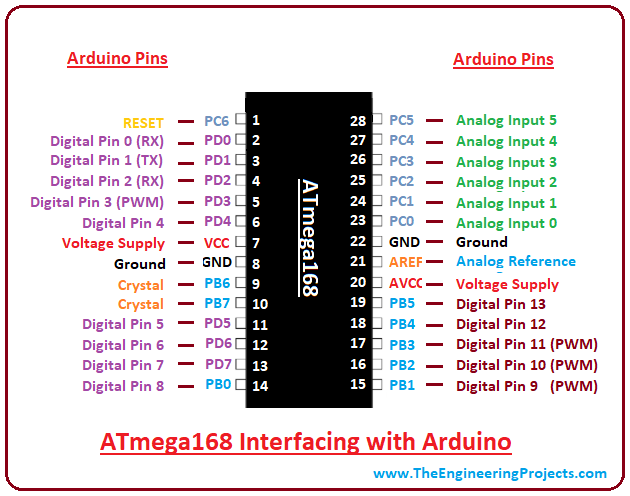 Arduino Pins Arduino Pins
RESET PC6 1 28 PC5 Analog Input 5
Digital Pin 0 (RX) PD0 2 27 PC4 Analog Input 4
Digital Pin 1 (TX) PD1 3 26 PC3 Analog Input 3
Digital Pin 2 (RX) PD2 4 25 PC2 Analog Input 2
Digital Pin 3 (PWM) PD3 5 24 PC1 Analog Input 1
Digital Pin 4 PD4 6 23 PC0 Analog Input 0
Voltage Supply VCC 7 22 GND Ground
Ground GND 8 21 AREF Analog Reference
Crystal PB6 9 20 AVCC Voltage Supply
Crystal PB7 10 19 PB5 Digital Pin 13
Digital Pin 5 PD5 11 18 PB4 Digital Pin 12
Digital Pin 6 PD6 12 17 PB3 Digital Pin 11 (PWM)
Digital Pin 7 PD7 13 16 PB2 Digital Pin 10 (PWM)
Digital Pin 8 PB0 14 15 PB1 Digital Pin 9 (PWM)
ATmega168
ATmega168 Interfacing with Arduino
www.TheEngineeringProjects.com